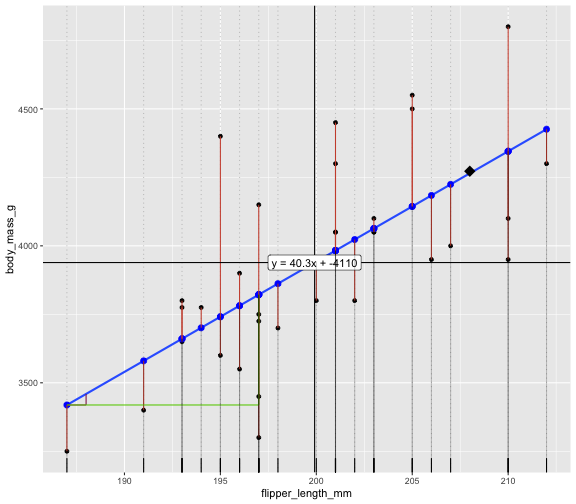 4500
4000
3500
body_mass_g
y = 40.3x + -4110
190
195
200
205
210
flipper_length_mm